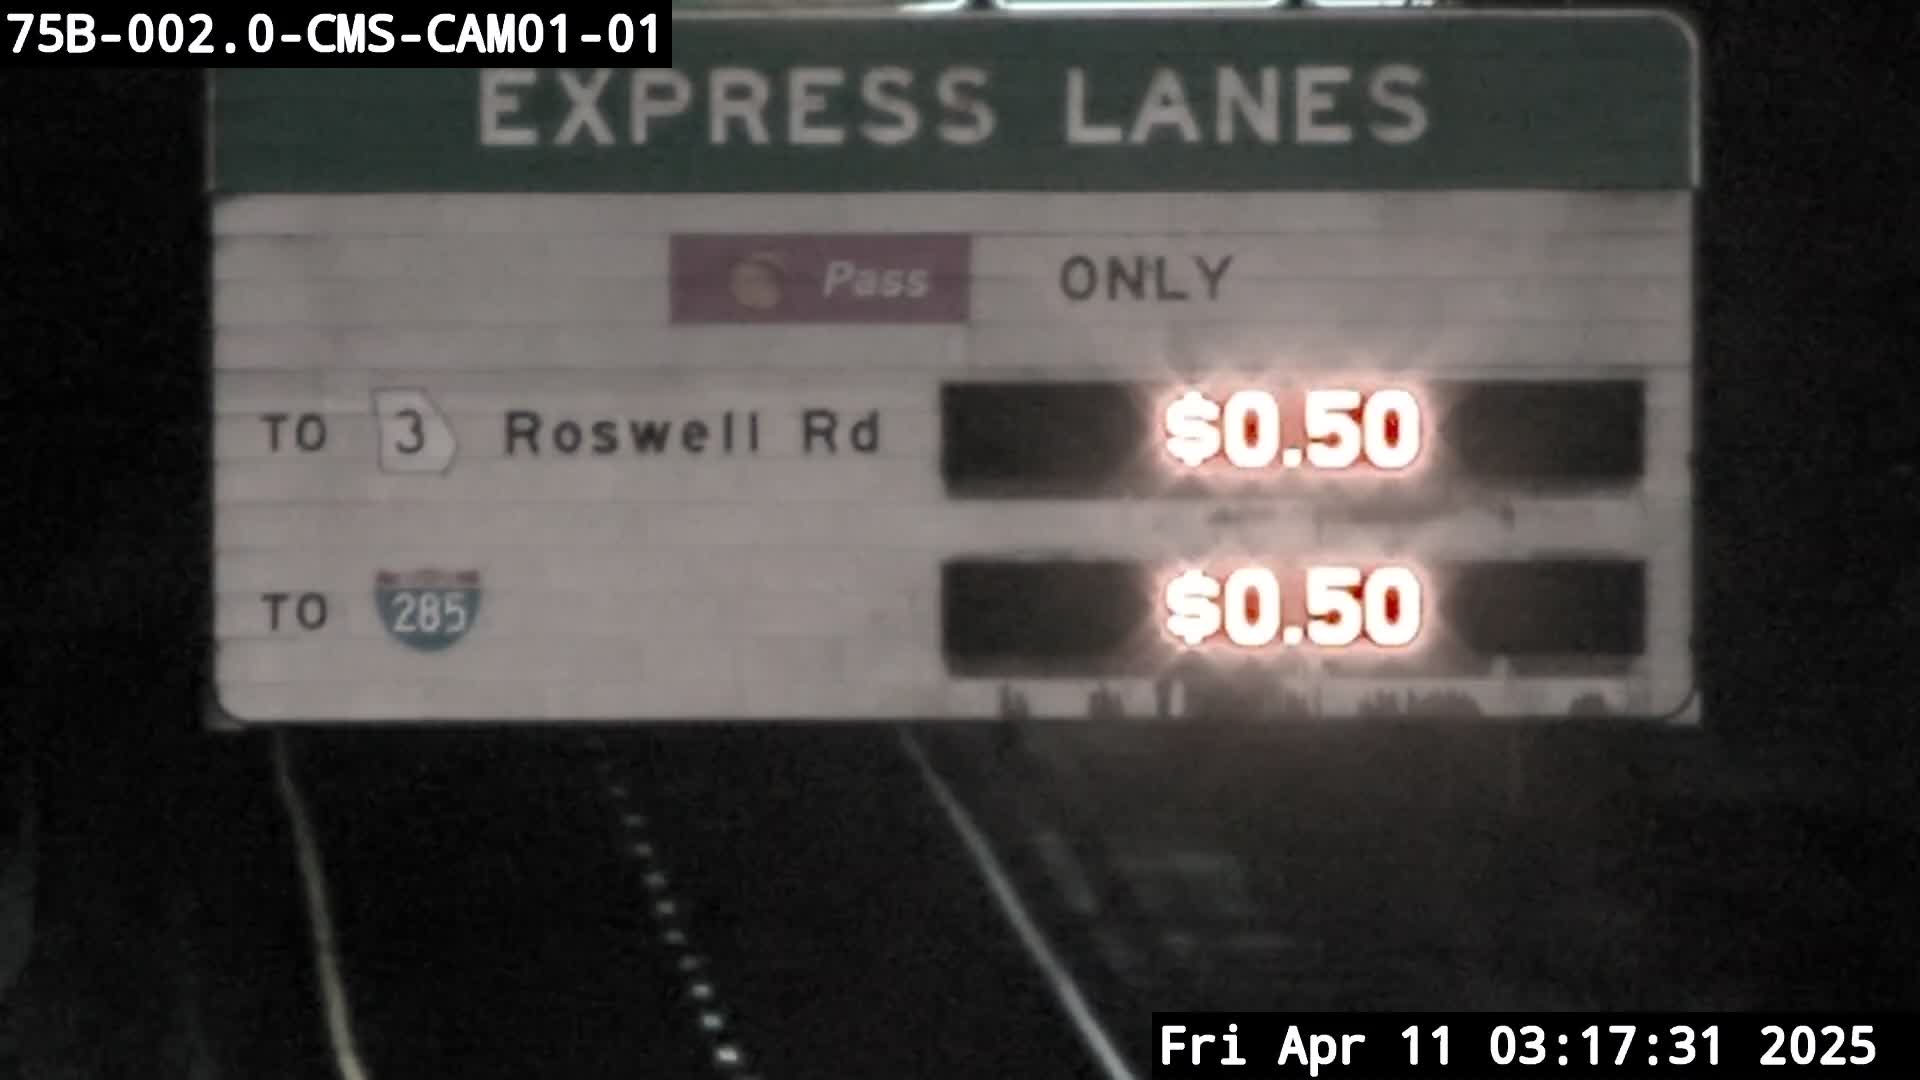 75B-002.0-CMS-CAM01-01
EXPRESS LANES
Pass ONLY
TO 3 Roswell Rd $0.50
TO 285 $0.50
Fri Apr 11 03:17:31 2025